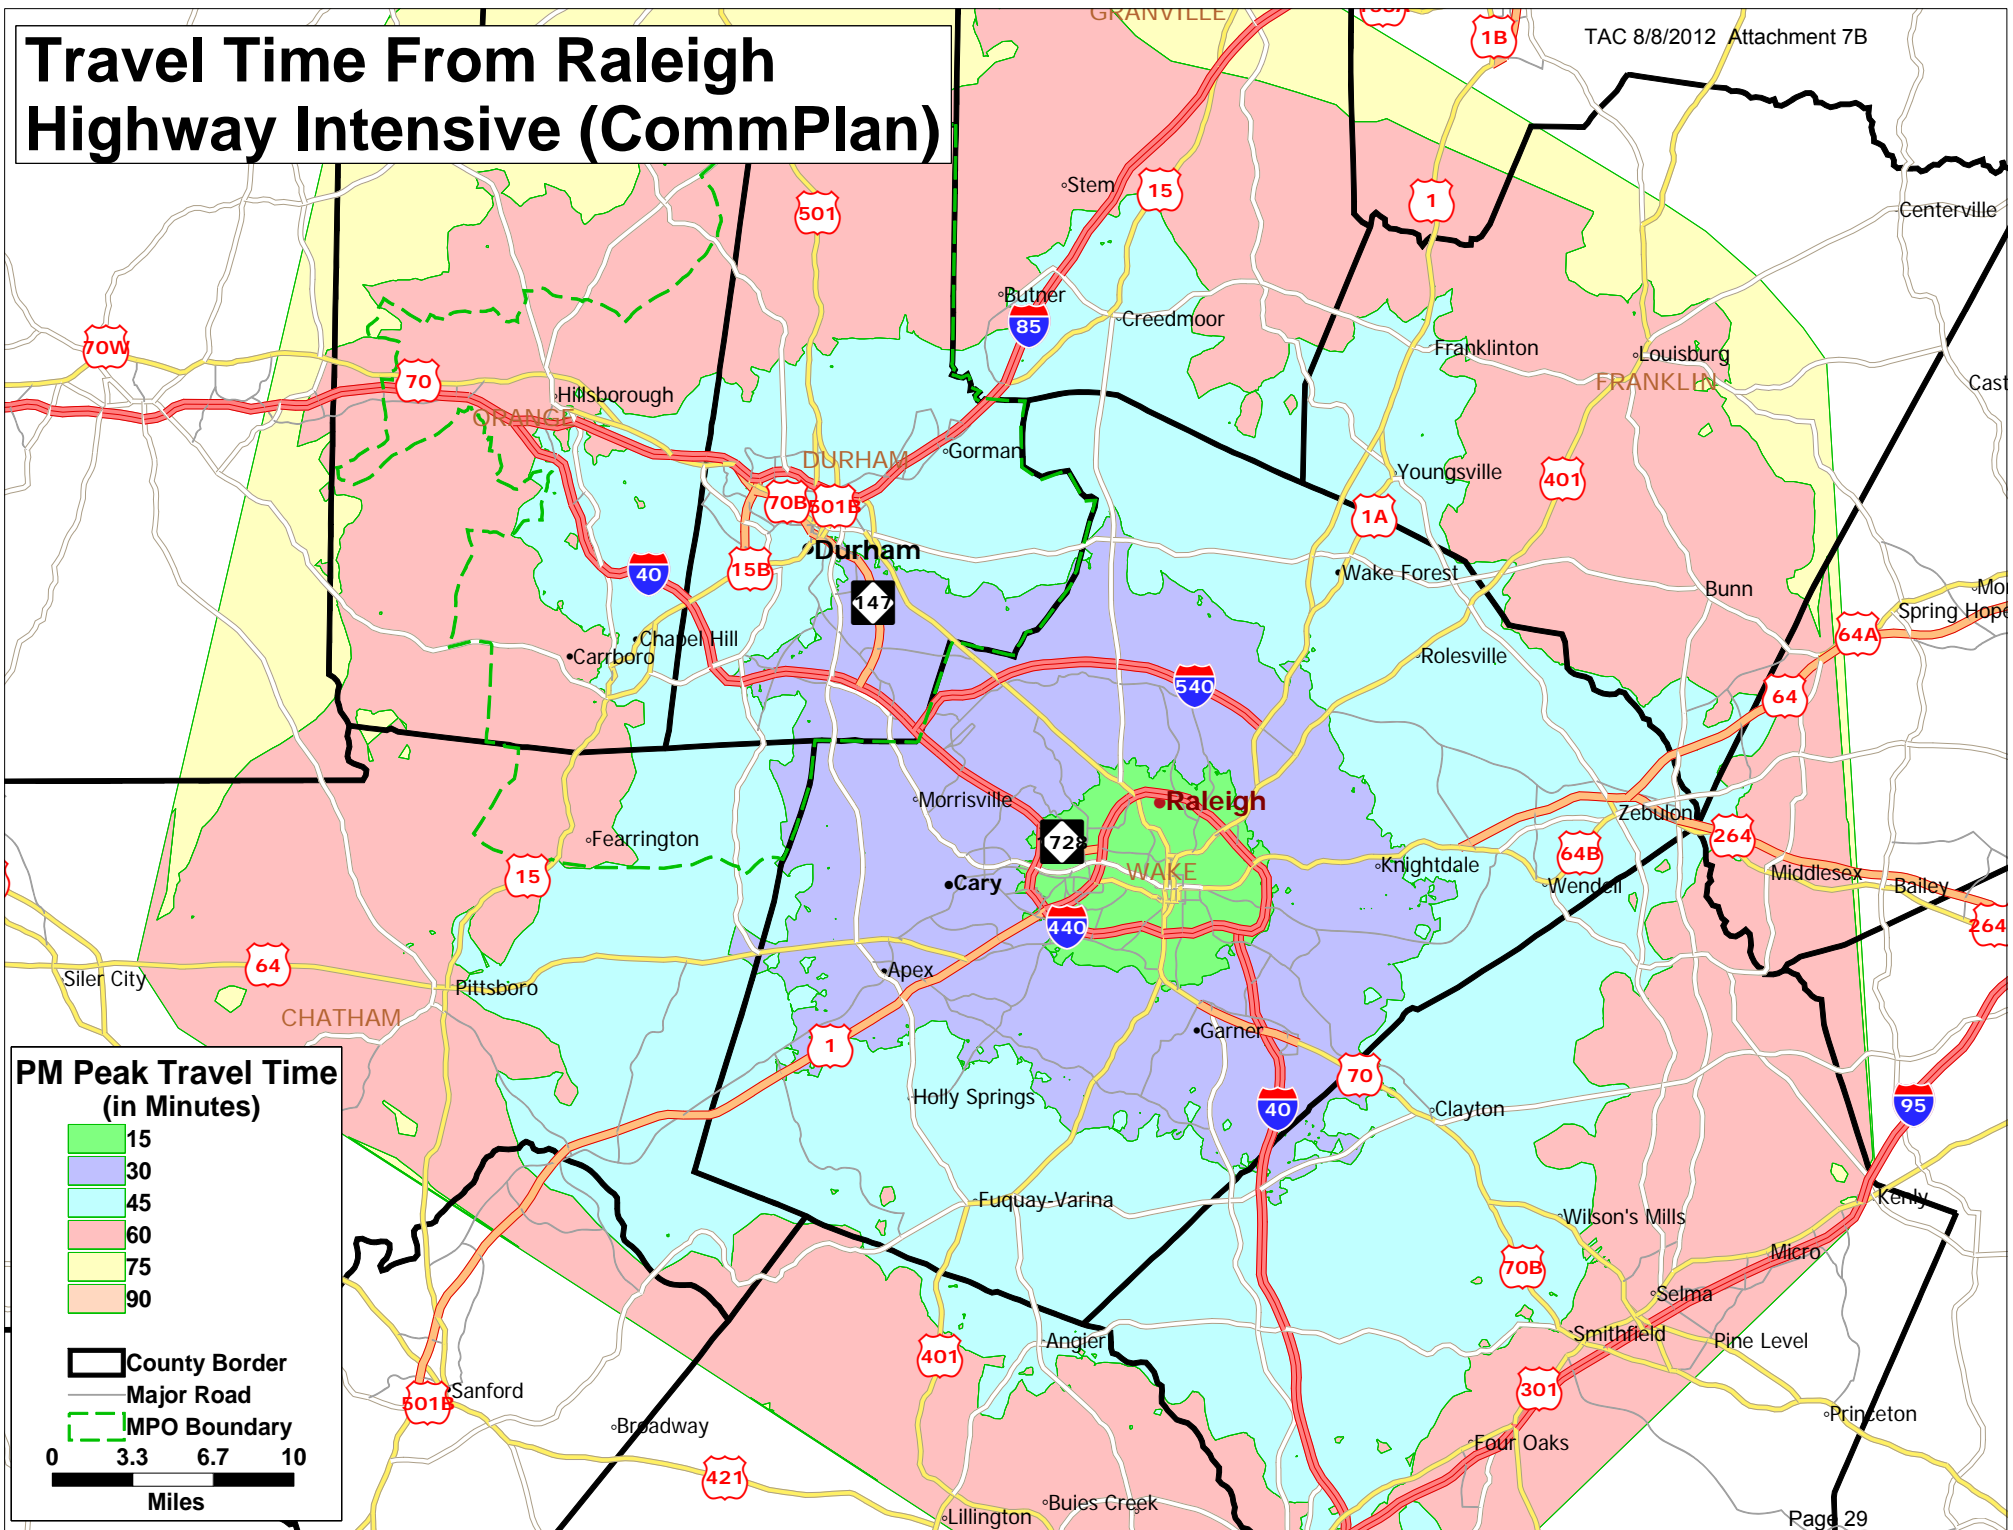 Travel Time From Raleigh
Highway Intensive (CommPlan)
TAC 8/8/2012 Attachment 7B
GRANVILLE
1B
15
501
1
Stem
Centerville
Butner
85
Creedmoor
70W
70
Franklinton
Louisburg
FRANKLIN
Cast
Hillsborough
ORANGE
DURHAM
Gorman
Youngsville
401
70B
501B
1A
Durham
15B
40
147
Wake Forest
Bunn
Mo
Spring Hope
64A
Chapel Hill
Carrboro
Rolesville
540
64
Morrisville
Raleigh
Zebulon
Fearrington
1728
264
64B
WAKE
Knightdale
15
Cary
Wendell
Middlesex
Bailey
440
264
64
Siler City
Apex
Pittsboro
CHATHAM
1
Garner
70
40
95
Holly Springs
Clayton
PM Peak Travel Time
(in Minutes)
15
30
45
60
75
90
County Border
Major Road
MPO Boundary
0 3.3 6.7 10
Miles
Fuquay-Varina
Kenly
Wilson's Mills
Micro
70B
Selma
Smithfield
Pine Level
Angier
401
501B
Sanford
301
Princeton
Broadway
Four Oaks
421
Buies Creek
Lillington
Page 29